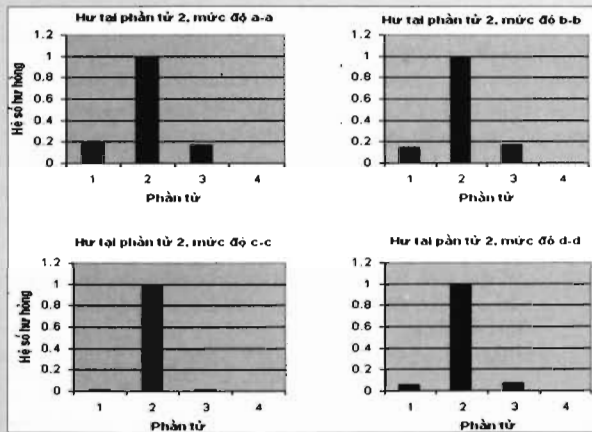 Hư tại phần tử 2, mức độ a-a
Hệ số hư hỏng
1.2
1
0.8
0.6
0.4
0.2
0
1 2 3 4
Phần tử
Hư tại phần tử 2, mức độ b-b
1.2
1
0.8
0.6
0.4
0.2
0
1 2 3 4
Phần tử
Hư tại phần tử 2, mức độ c-c
Hệ số hư hỏng
1.2
1
0.8
0.6
0.4
0.2
0
1 2 3 4
Phần tử
Hư tai pần tử 2, mức đô d-d
1.2
1
0.8
0.6
0.4
0.2
0
1 2 3 4
Phần tử